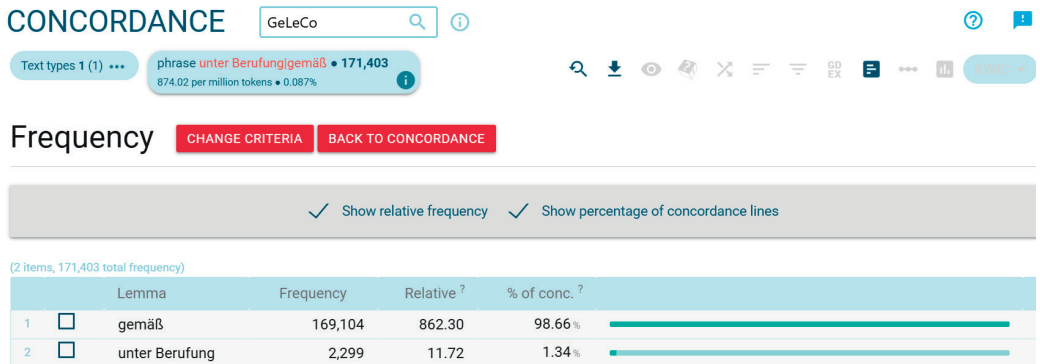 CONCORDANCE GeLeCo
Text types 1 (1) •••
phrase unter Berufung|gemäß ● 171,403
874.02 per million tokens ● 0.087%
GD EX
Frequency CHANGE CRITERIA BACK TO CONCORDANCE
Show relative frequency Show percentage of concordance lines
(2 items, 171,403 total frequency)
Lemma Frequency Relative ? % of conc. ?
1 gemäß 169,104 862.30 98.66 %
2 unter Berufung 2,299 11.72 1.34 %